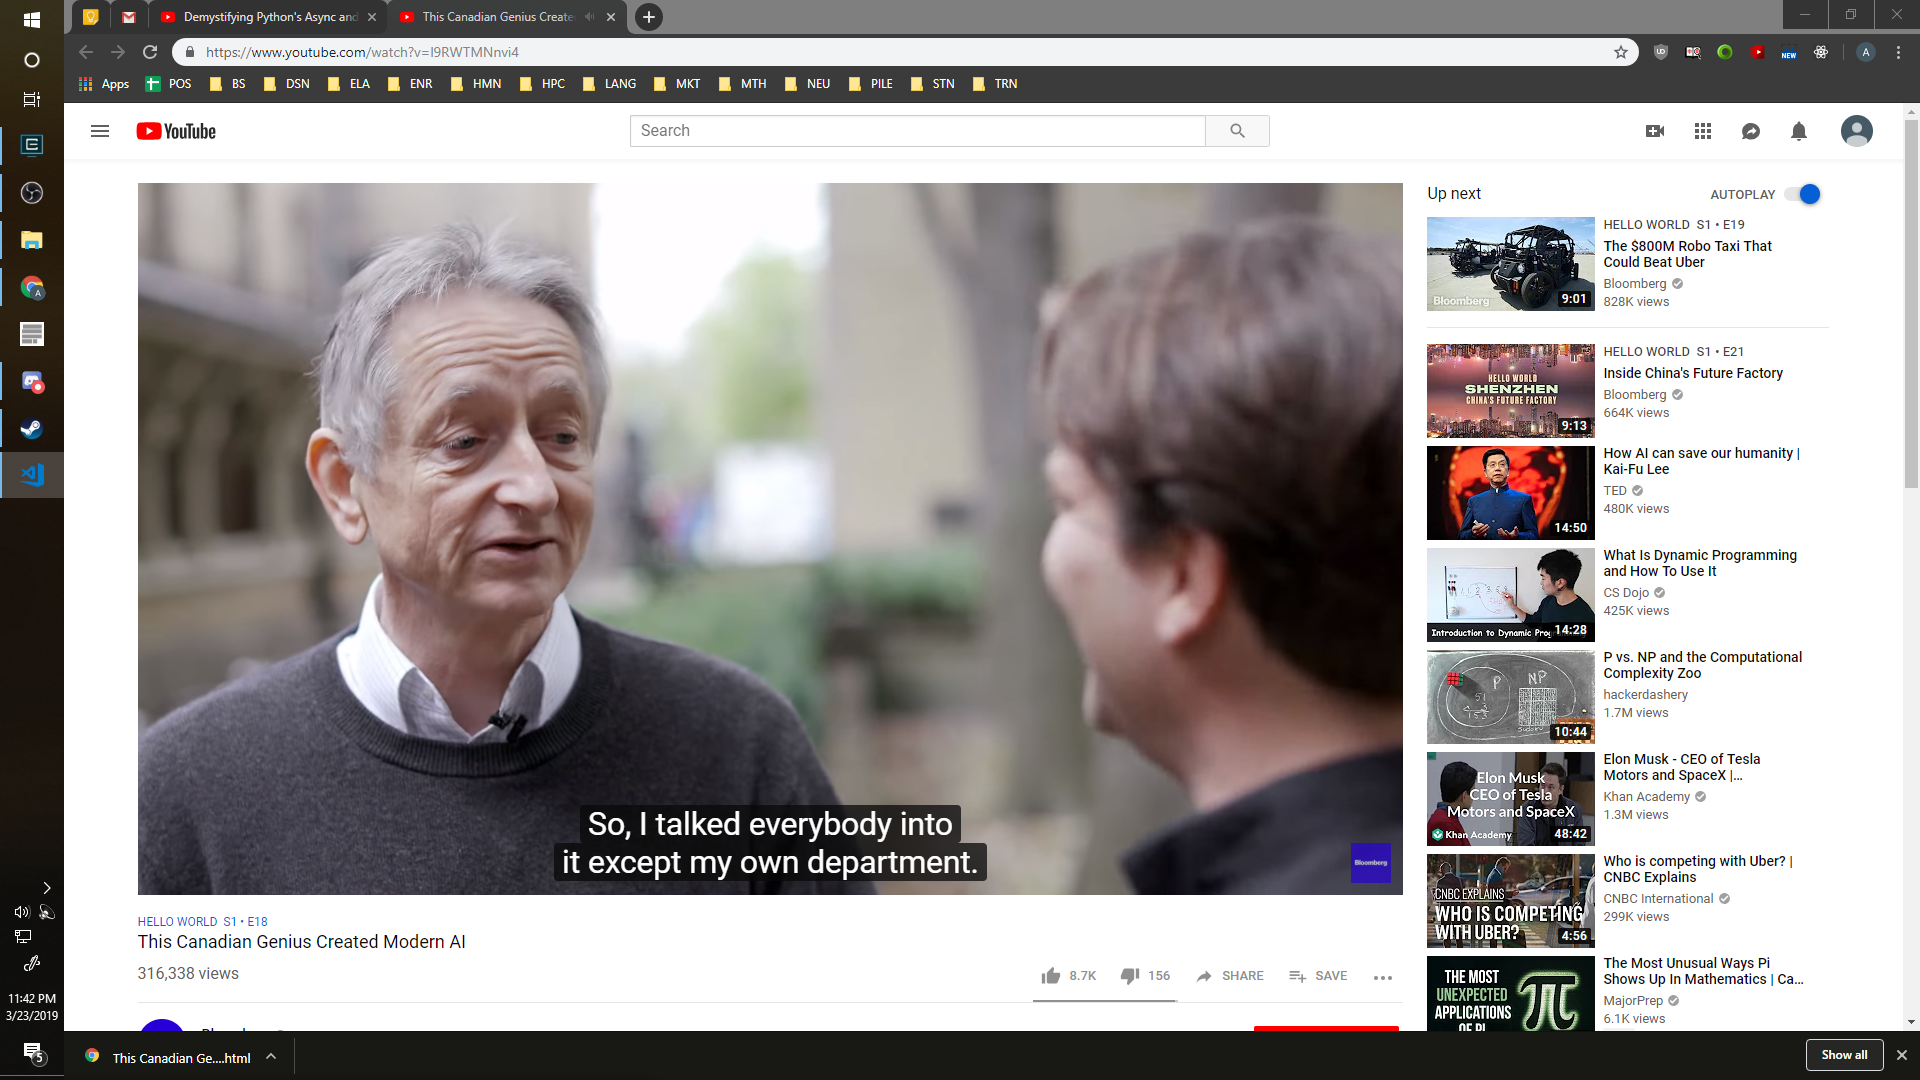 Demystifying Python's Async and
This Canadian Genius Create
https://www.youtube.com/watch?v=I9RWTMNnvi4
A
Apps
POS
BS
DSN
ELA
ENR
HMN
HPC
LANG
MKT
MTH
NEU
PILE
STN
TRN
YouTube
Search
So, I talked everybody into
it except my own department.
Bloomberg
HELLO WORLD S1 • E18
This Canadian Genius Created Modern AI
316,338 views
8.7K
156
SHARE
SAVE
Up next
AUTOPLAY
Bloomberg
9:01
HELLO WORLD S1 • E19
The $800M Robo Taxi That
Could Beat Uber
Bloomberg
828K views
HELLO WORLD
SHENZHEN
CHINA'S FUTURE FACTORY
9:13
HELLO WORLD S1 • E21
Inside China's Future Factory
Bloomberg
664K views
14:50
How AI can save our humanity |
Kai-Fu Lee
TED
480K views
Introduction to Dynamic
14:28
What Is Dynamic Programming
and How To Use It
CS Dojo
425K views
P
NP
10:44
P vs. NP and the Computational
Complexity Zoo
hackerdashery
1.7M views
Elon Musk
CEO of Tesla
Motors and SpaceX
Khan Academy
48:42
Elon Musk - CEO of Tesla
Motors and SpaceX |...
Khan Academy
1.3M views
CNBC EXPLAINS
WHO IS COMPETING
WITH UBER?
4:56
Who is competing with Uber? |
CNBC Explains
CNBC International
299K views
THE MOST
UNEXPECTED
APPLICATIONS
OF PI
The Most Unusual Ways Pi
Shows Up In Mathematics | Ca...
MajorPrep
6.1K views
11:42 PM
3/23/2019
5
This Canadian Ge....html
Show all